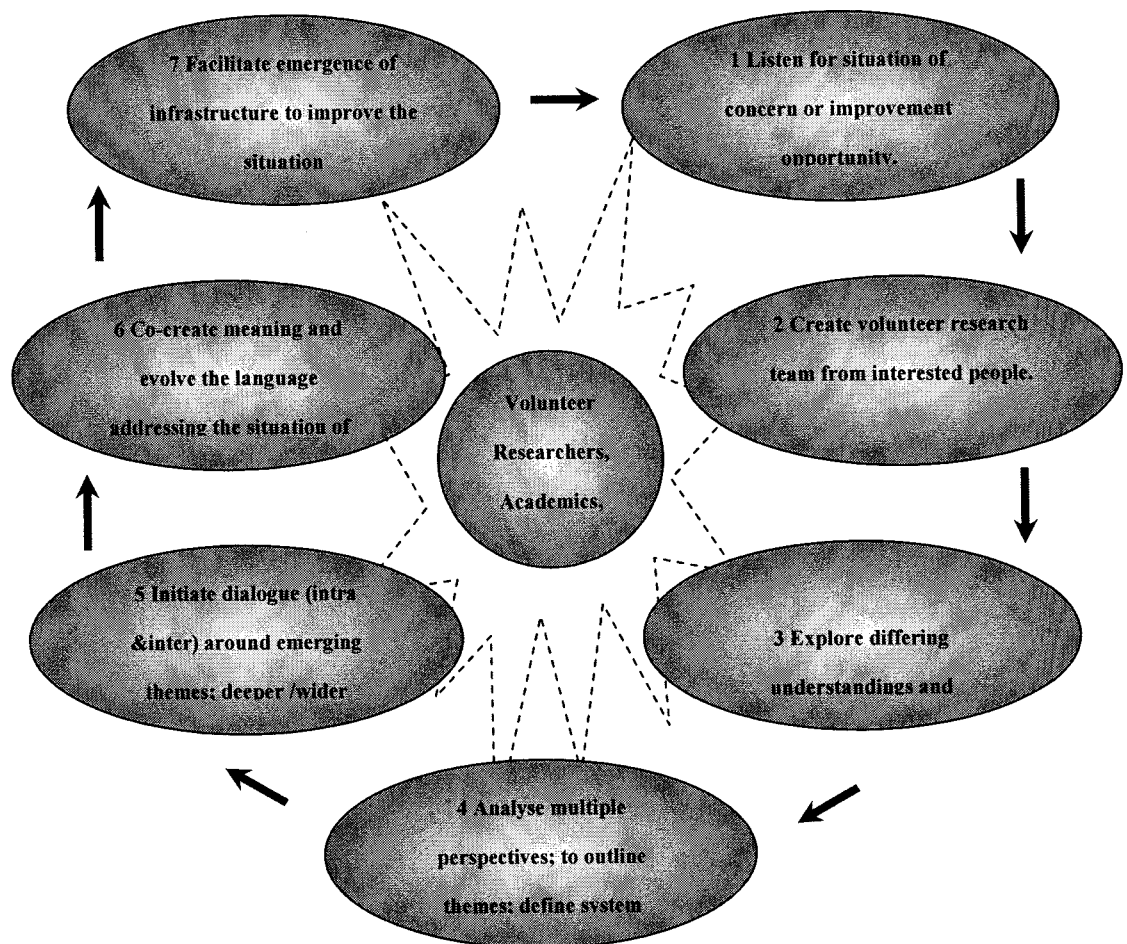 7 Facilitate emergence of
infrastructure to improve the
situation
1 Listen for situation of
concern or improvement
opportunity.
6 Co-create meaning and
evolve the language
addressing the situation of
2 Create volunteer research
team from interested people.
Volunteer
Researchers,
Academics,
5 Initiate dialogue (intra
&inter) around emerging
themes; deeper /wider
3 Explore differing
understandings and
4 Analyse multiple
perspectives; to outline
themes; define system